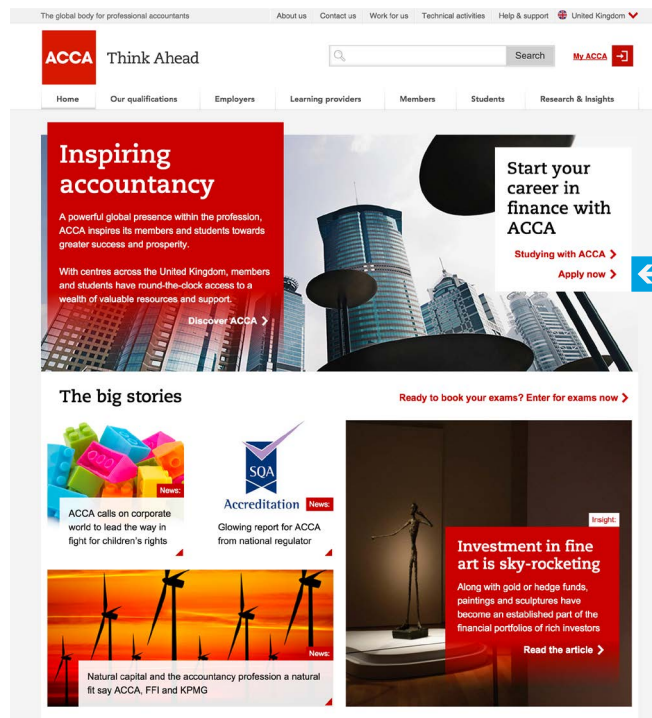 The global body for professional accountants
About us
Contact us
Work for us
Technical activities
Help & support
United Kingdom
ACCA
Think Ahead
Search
My ACCA
Home
Our qualifications
Employers
Learning providers
Members
Students
Research & Insights
Inspiring
accountancy
A powerful global presence within the profession,
ACCA inspires its members and students towards
greater success and prosperity.
With centres across the United Kingdom, members
and students have round-the-clock access to a
wealth of valuable resources and support.
Discover ACCA
Start your
career in
finance with
ACCA
Studying with ACCA
Apply now
The big stories
Ready to book your exams? Enter for exams now
News:
ACCA calls on corporate
world to lead the way in
fight for children's rights
SQA
Accreditation
News:
Glowing report for ACCA
from national regulator
News:
Natural capital and the accountancy profession a natural
fit say ACCA, FFI and KPMG
Insight:
Investment in fine
art is sky-rocketing
Along with gold or hedge funds,
paintings and sculptures have
become an established part of the
financial portfolios of rich investors
Read the article